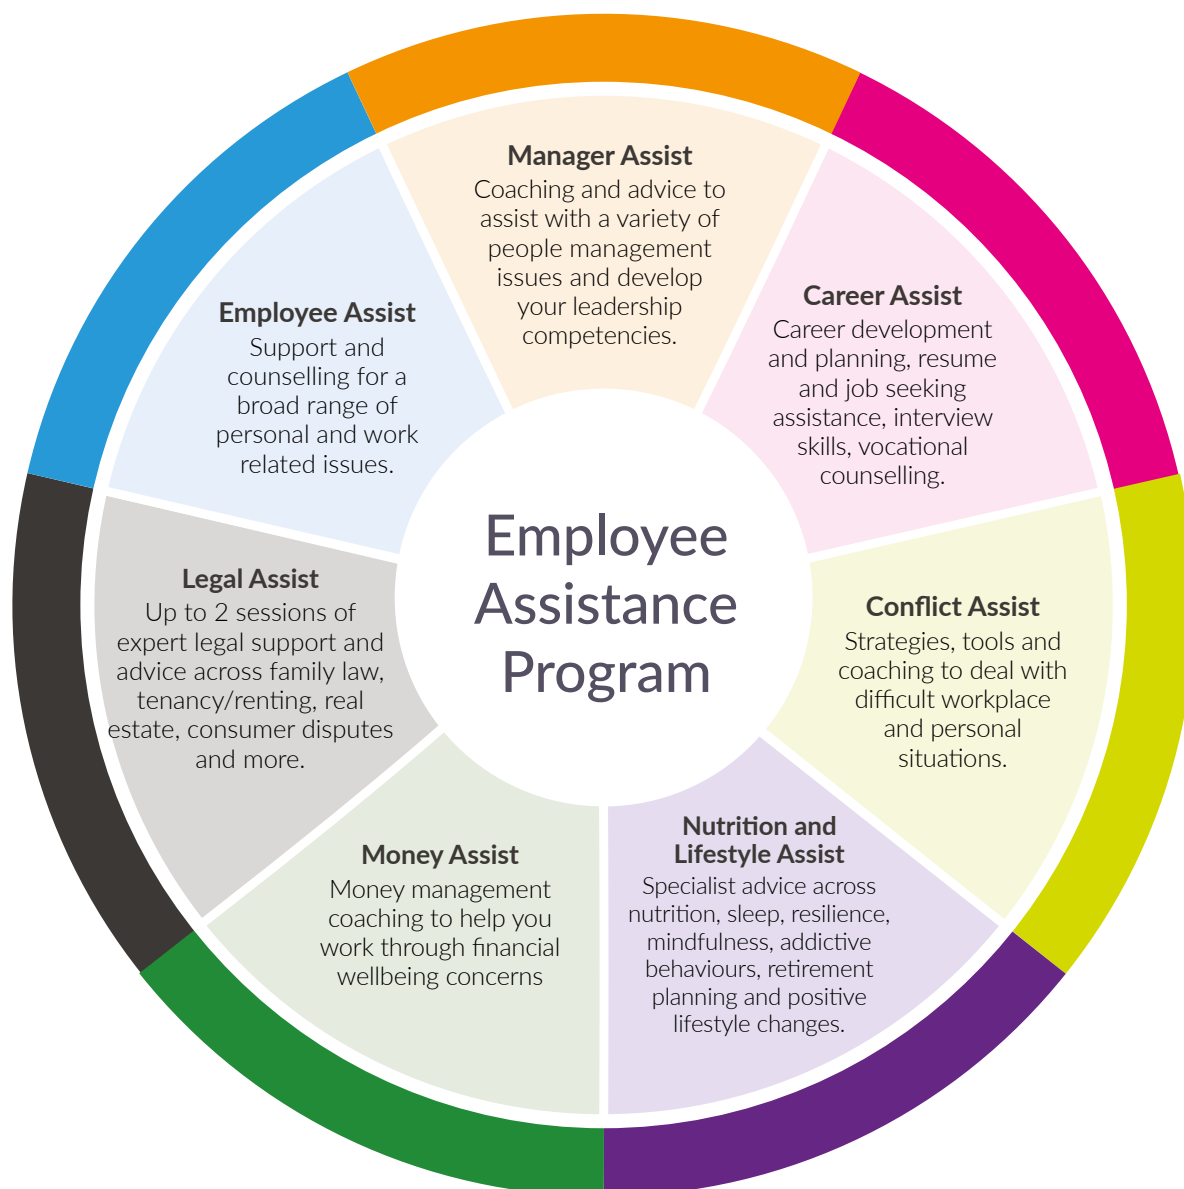 Manager Assist
Coaching and advice to
assist with a variety of
people management
issues and develop
your leadership
competencies.
Career Assist
Career development
and planning, resume
and job seeking
assistance, interview
skills, vocational
counselling.
Conflict Assist
Strategies, tools and
coaching to deal with
difficult workplace
and personal
situations.
Nutrition and
Lifestyle Assist
Specialist advice across
nutrition, sleep, resilience,
mindfulness, addictive
behaviours, retirement
planning and positive
lifestyle changes.
Money Assist
Money management
coaching to help you
work through financial
wellbeing concerns
Legal Assist
Up to 2 sessions of
expert legal support and
advice across family law,
tenancy/renting, real
estate, consumer disputes
and more.
Employee Assist
Support and
counselling for a
broad range of
personal and work
related issues.
Employee
Assistance
Program